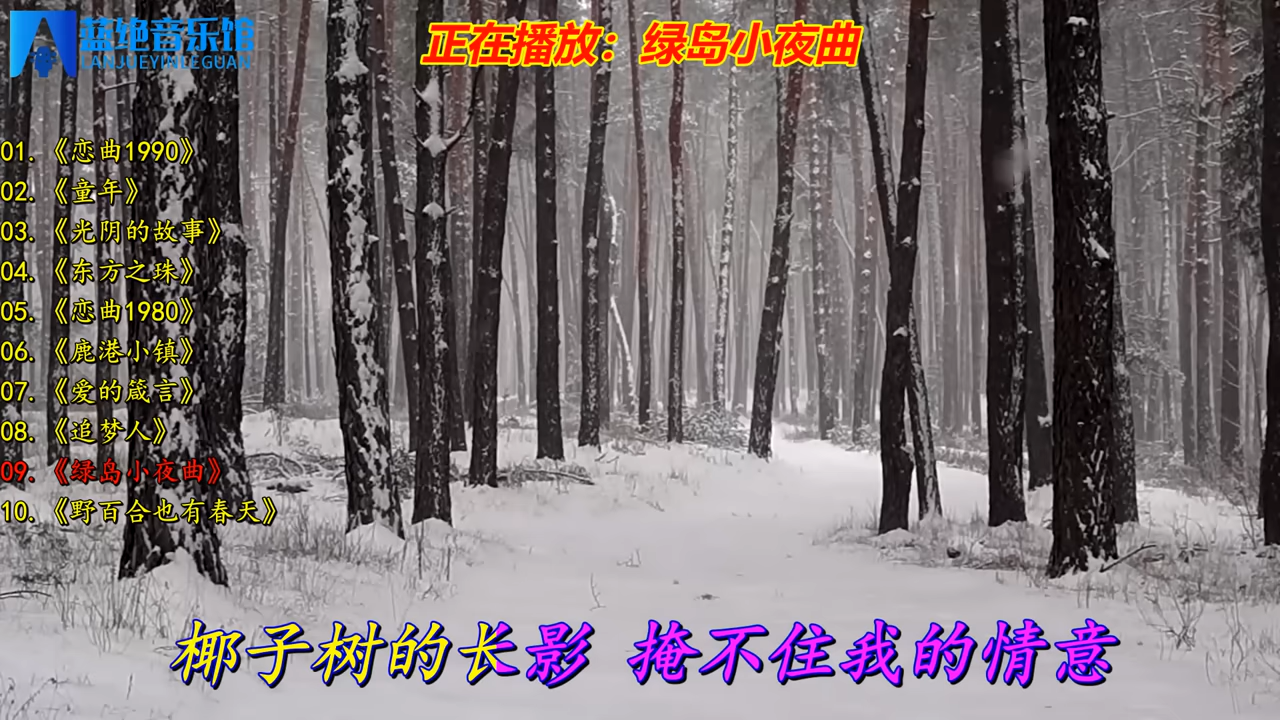 蓝绝音乐馆
LANJUEYINLEGUAN
正在播放：绿岛小夜曲
01.《恋曲1990》
02.《童年》
03.《光阴的故事》
04.《东方之珠》
05.《恋曲1980》
06.《鹿港小镇》
07.《爱的箴言》
08.《追梦人》
09.《绿岛小夜曲》
10.《野百合也有春天》
椰子树的长影 掩不住我的情意